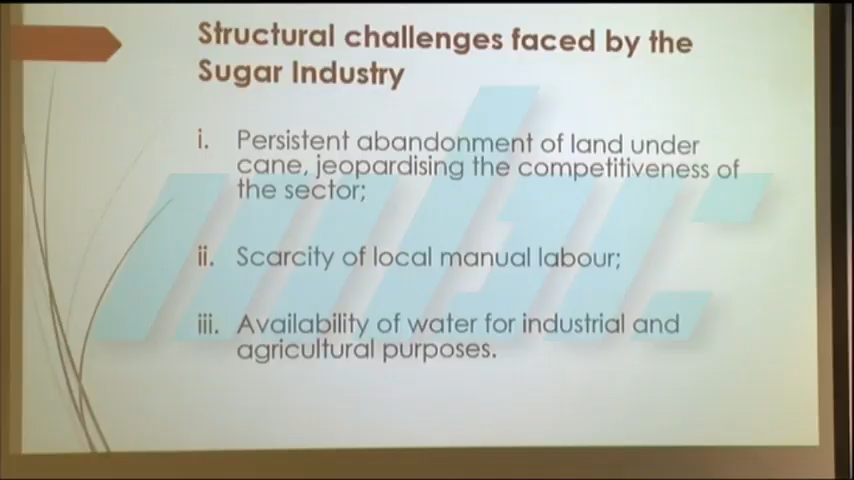 Structural challenges faced by the
Sugar Industry
i. Persistent abandonment of land under
cane, jeopardising the competitiveness of
the sector;
ii. Scarcity of local manual labour;
iii. Availability of water for industrial and
agricultural purposes.
mbc